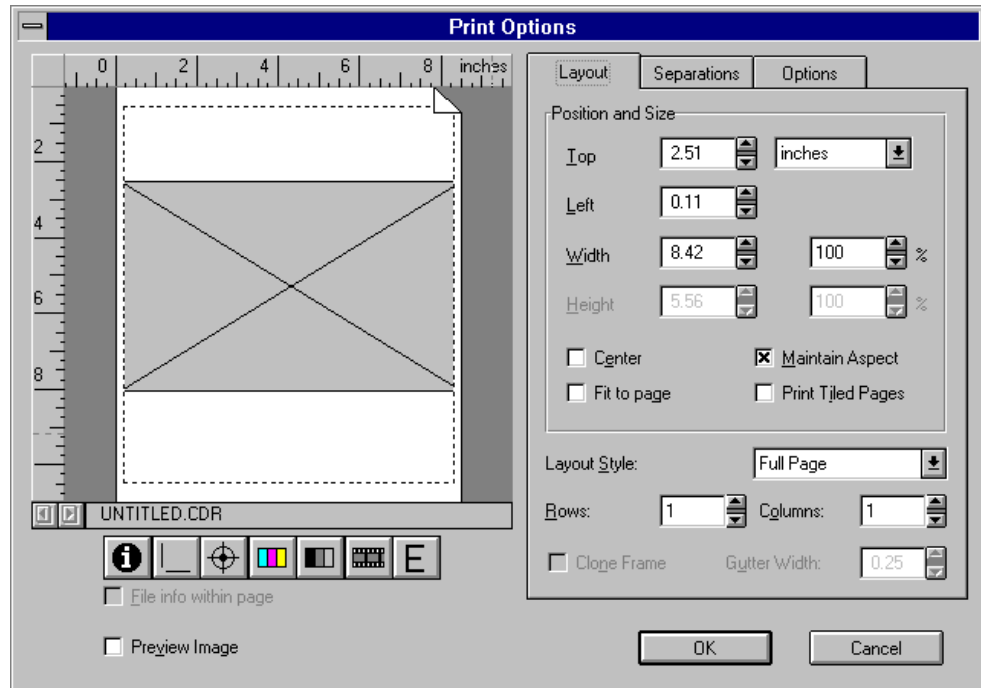 Print Options
0 2 4 6 8 inches
2
4
6
8
UNTITLED.CDR
E
File info within page
Preview Image
Layout Separations Options
Position and Size
Top 2.51 inches
Left 0.11
Width 8.42 100 %
Height 5.56 100 %
Center Maintain Aspect
Fit to page Print Tiled Pages
Layout Style: Full Page
Rows: 1 Columns: 1
Clone Frame Gutter Width: 0.25
OK Cancel